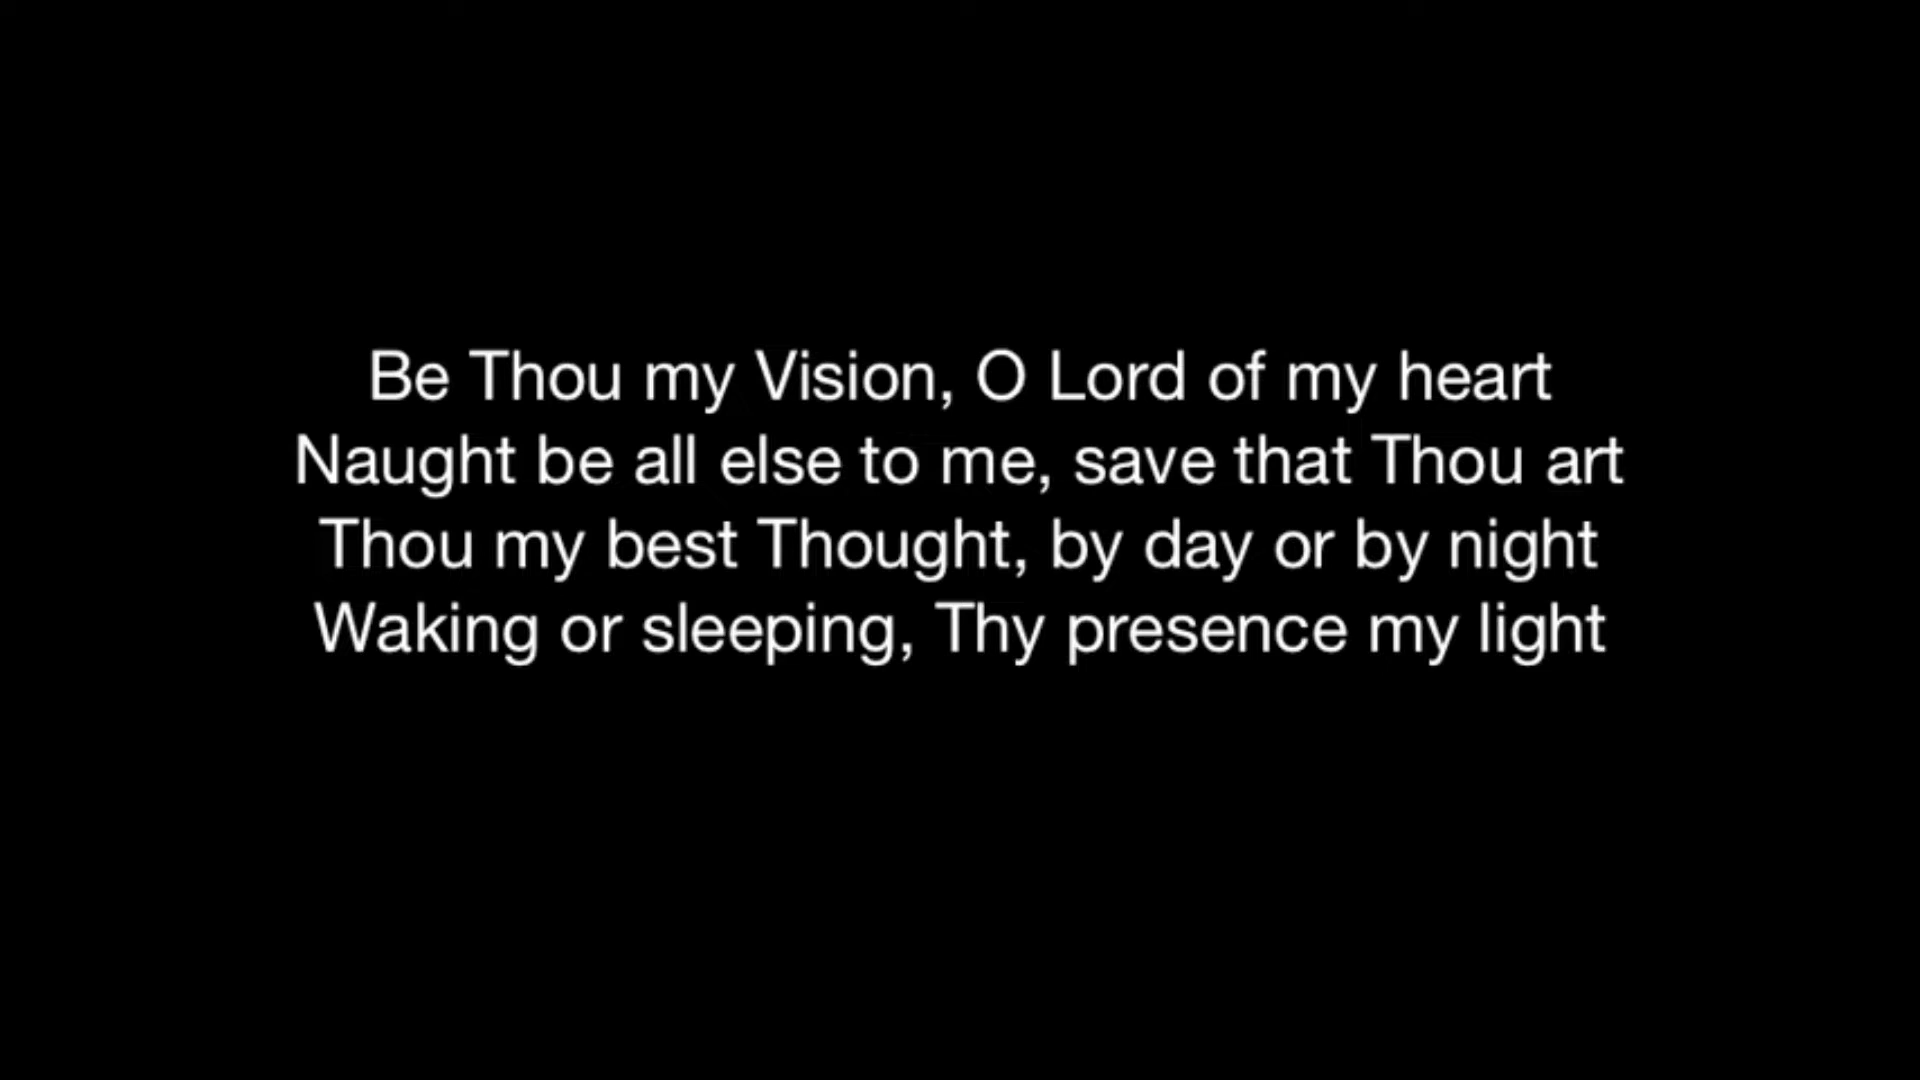 Be Thou my Vision, O Lord of my heart
Naught be all else to me, save that Thou art
Thou my best Thought, by day or by night
Waking or sleeping, Thy presence my light